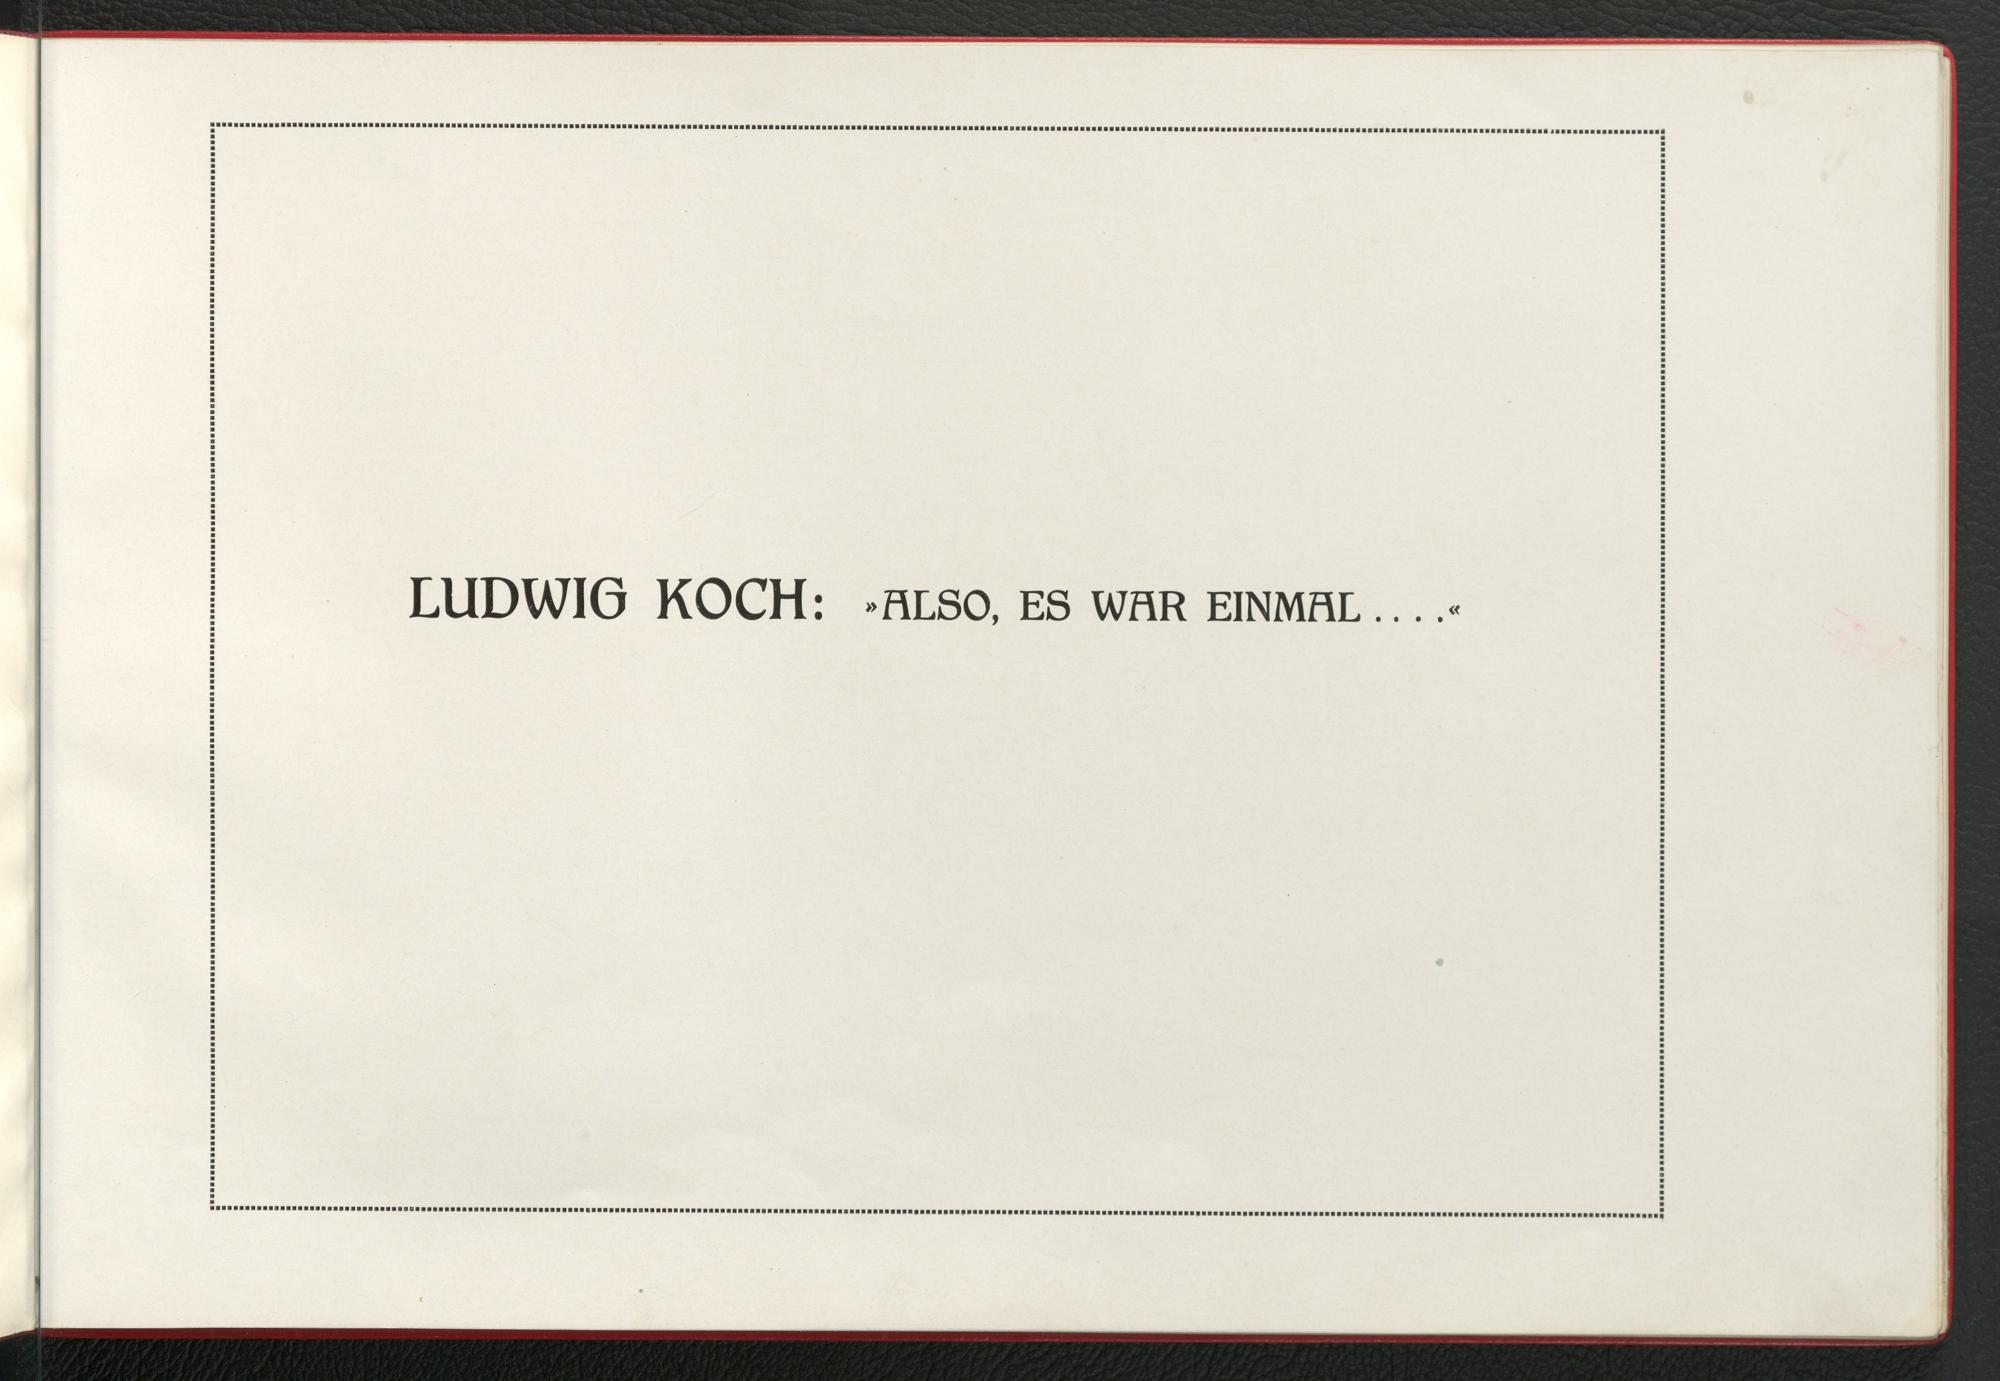 LUDWIG KOCH: »ALSO, ES WAR EINMAL . . . .«